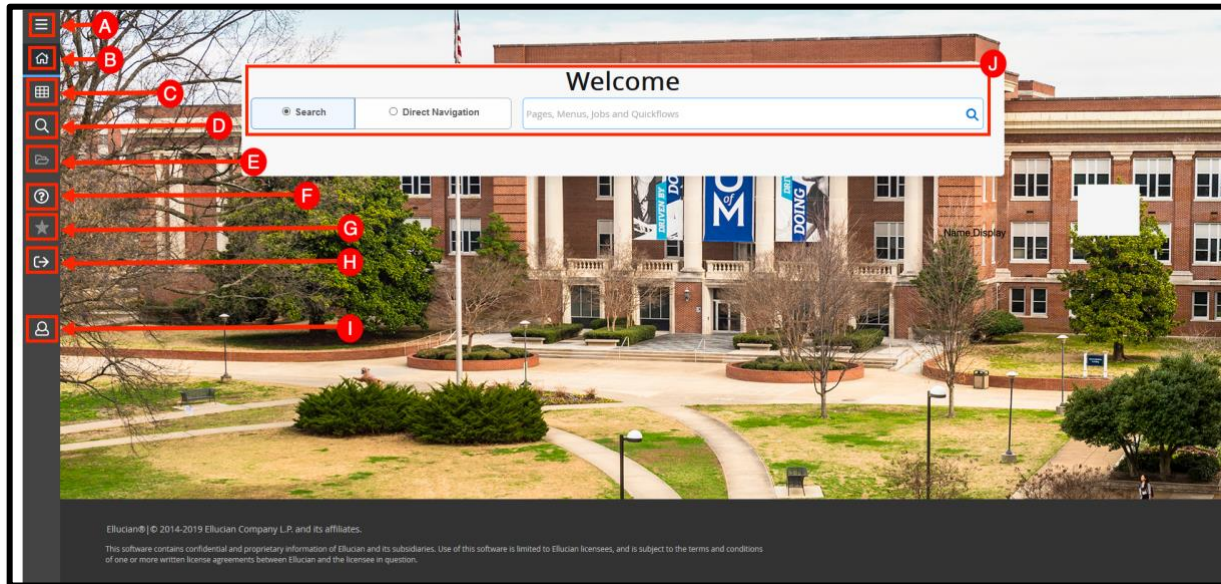 A
B
C
D
E
F
G
H
I
J
Welcome
Search
Direct Navigation
Pages, Menus, Jobs and Quickflows
DRIVEN BY
DO
U
of
M
DRI
DOING
Name Display
Ellucian®|© 2014-2019 Ellucian Company L.P. and its affiliates.
This software contains confidential and proprietary information of Ellucian and its subsidiaries. Use of this software is limited to Ellucian licensees, and is subject to the terms and conditions
of one or more written license agreements between Ellucian and the licensee in question.